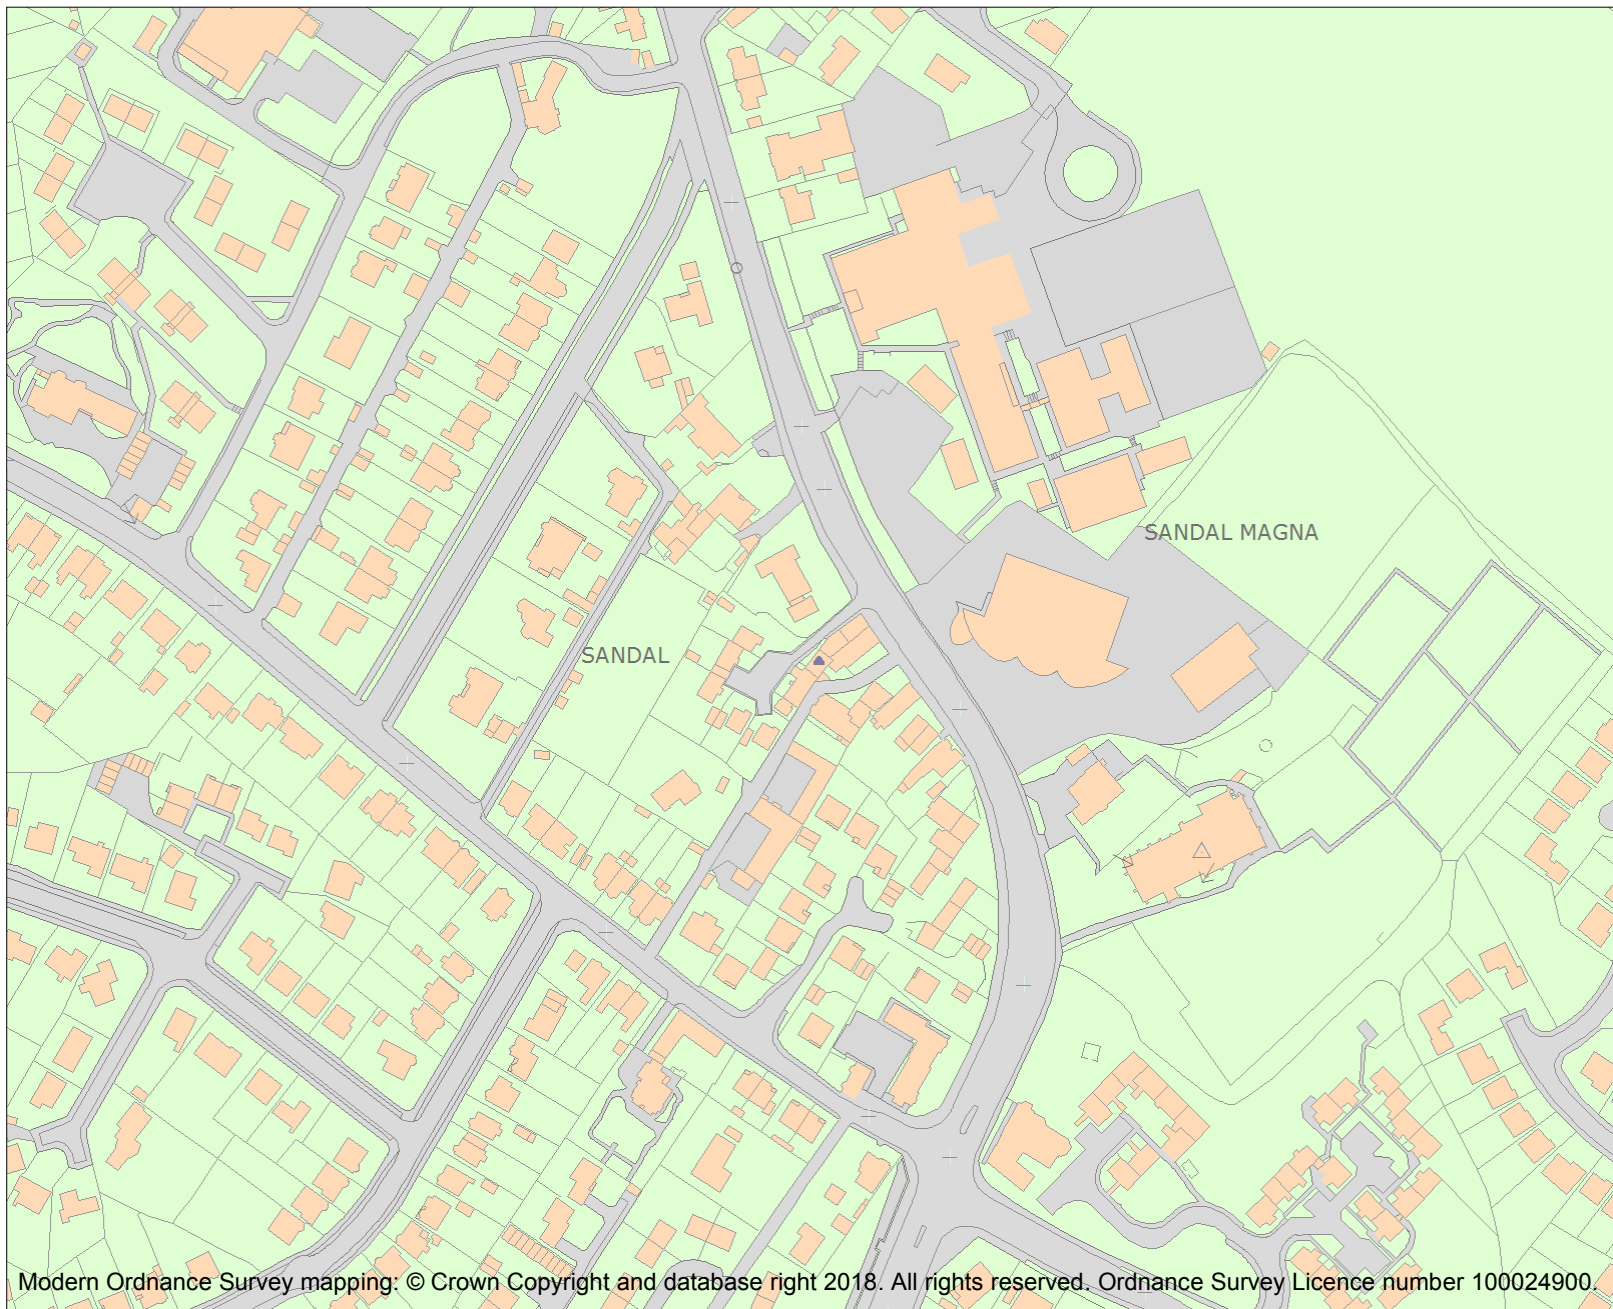 SANDAL MAGNA
SANDAL
Modern Ordnance Survey mapping: © Crown Copyright and database right 2018. All rights reserved. Ordnance Survey Licence number 100024900.